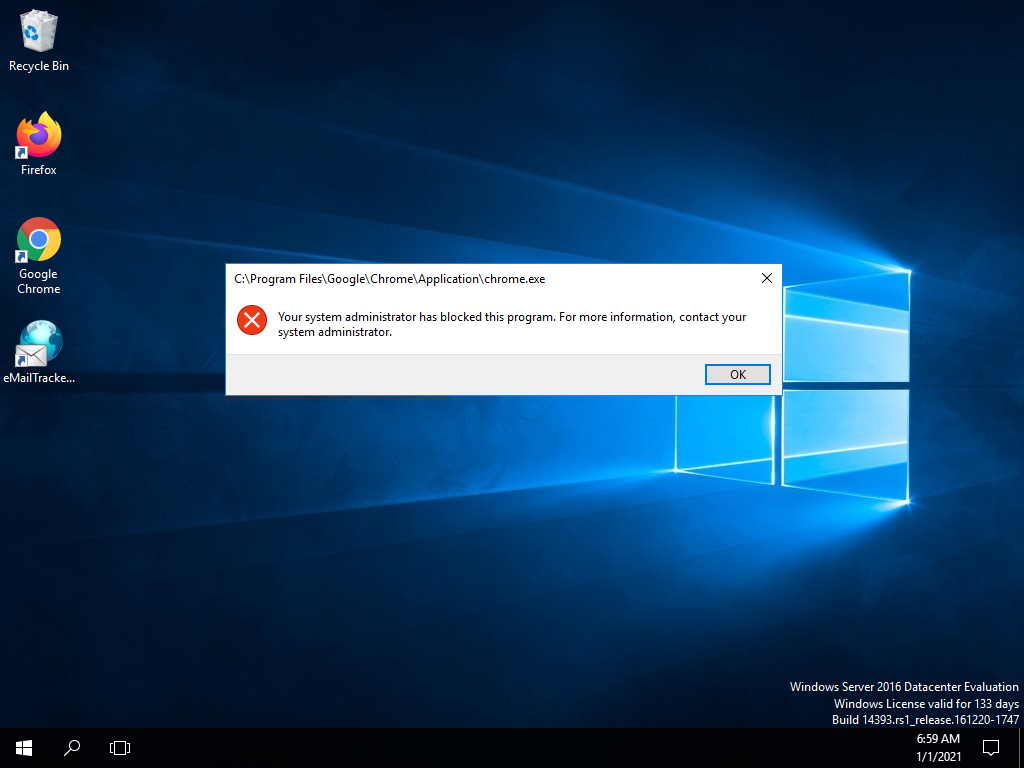 Recycle Bin
Firefox
Google
Chrome
eMailTracke...
C:\Program Files\Google\Chrome\Application\chrome.exe
Your system administrator has blocked this program. For more information, contact your
system administrator.
OK
Windows Server 2016 Datacenter Evaluation
Windows License valid for 133 days
Build 14393.rs1_release.161220-1747
6:59 AM
1/1/2021